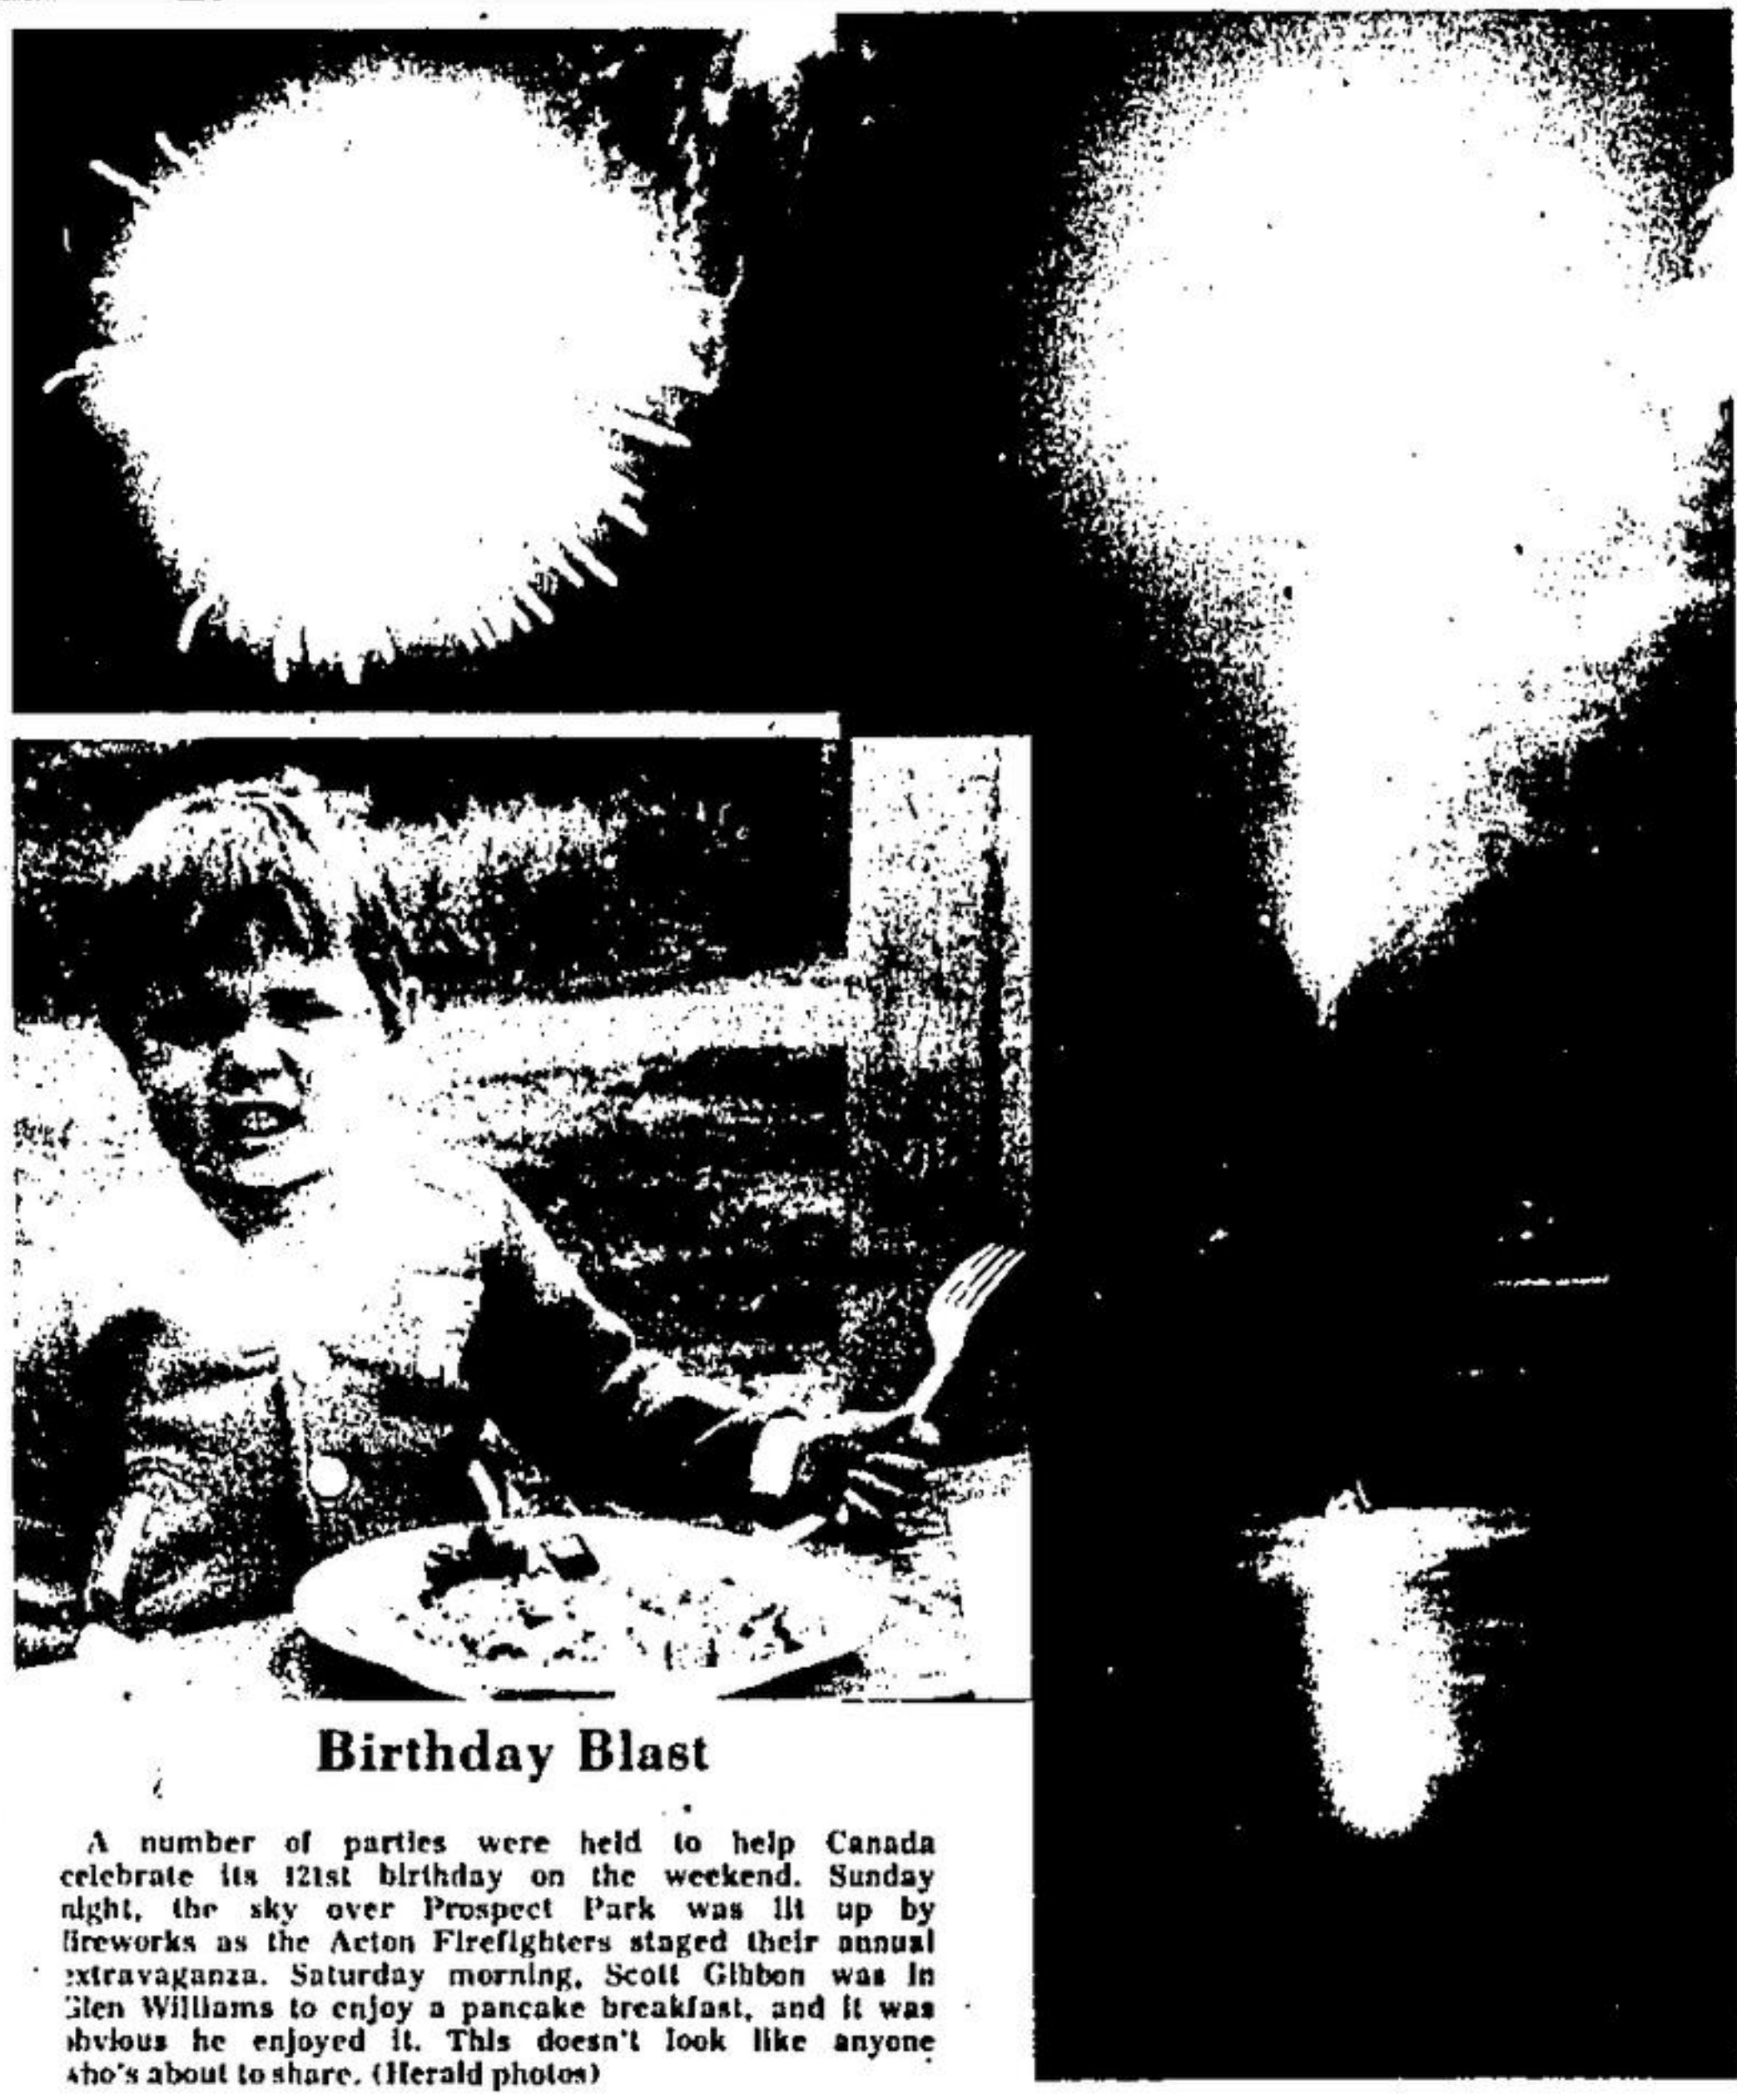 Birthday Blast
A number of parties were held to help Canada
celebrate its 121st birthday on the weekend. Sunday
night, the sky over Prospect Park was lit up by
fireworks as the Acton Firefighters staged their annual
extravaganza. Saturday morning, Scott Gibbon was in
Glen Williams to enjoy a pancake breakfast, and it was
obvious he enjoyed it. This doesn't look like anyone
who's about to share. (Herald photos)